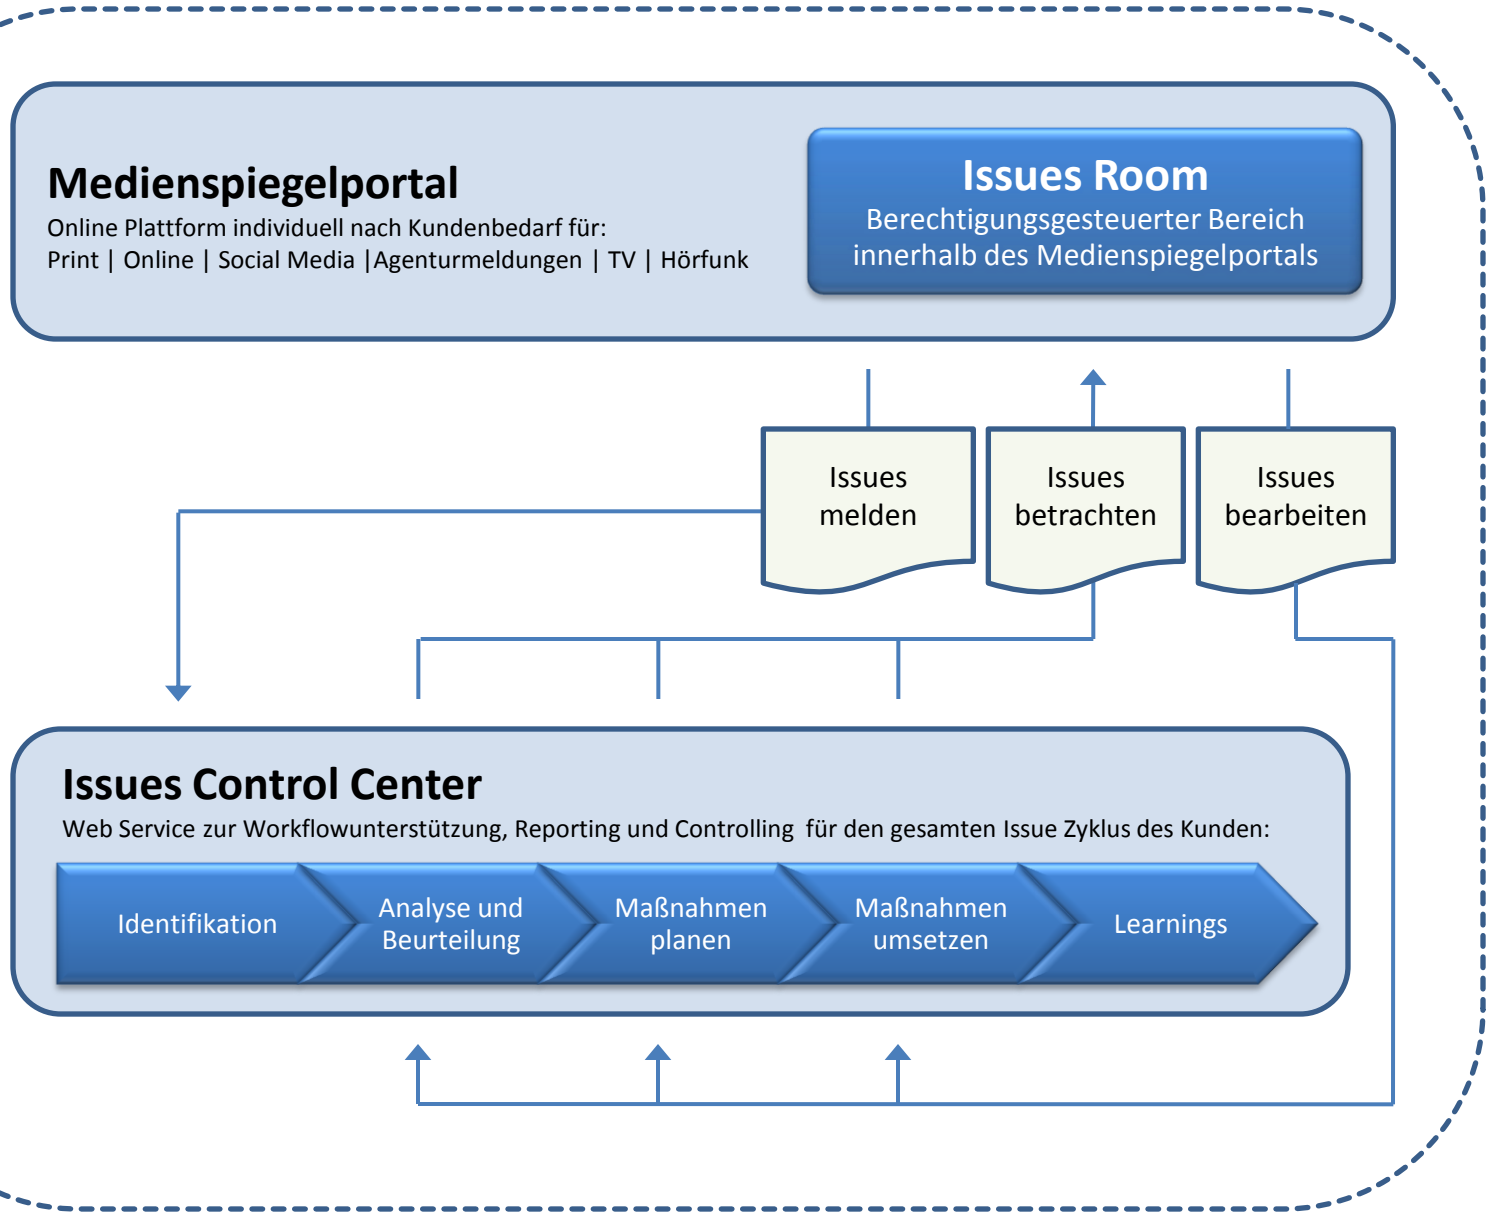 Medienspiegelportal
Online Plattform individuell nach Kundenbedarf für:
Print | Online | Social Media |Agenturmeldungen | TV | Hörfunk
Issues Room
Berechtigungsgesteuerter Bereich
innerhalb des Medienspiegelportals
Issues
melden
Issues
betrachten
Issues
bearbeiten
Issues Control Center
Web Service zur Workflowunterstützung, Reporting und Controlling  für den gesamten Issue Zyklus des Kunden:
Identifikation
Analyse und
Beurteilung
Maßnahmen
planen
Maßnahmen
umsetzen
Learnings